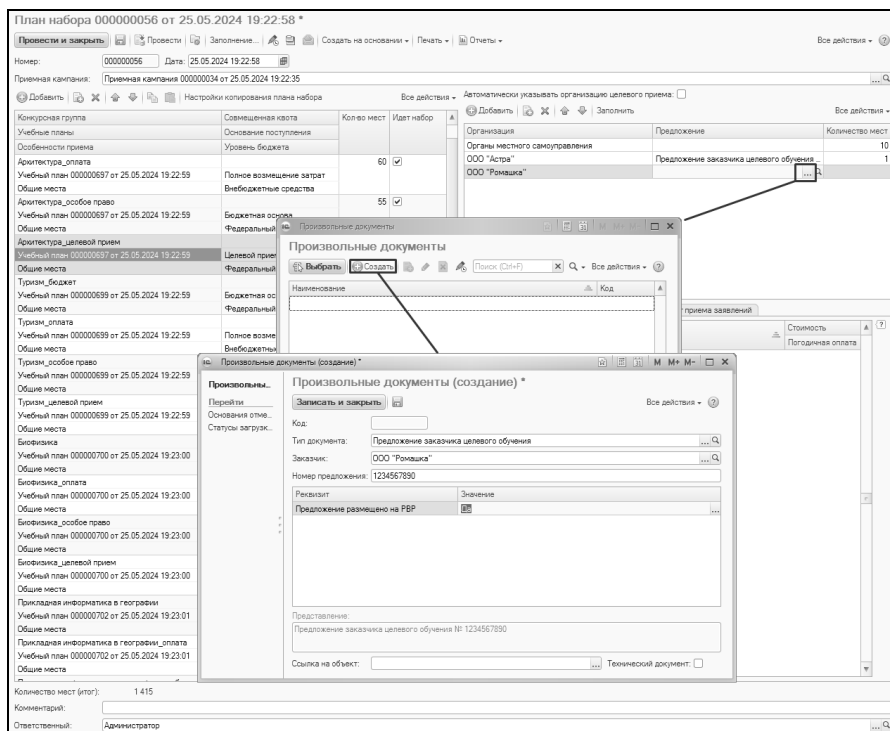 План набора 000000056 от 25.05.2024 19:22:58 *
Провести и закрыть Провести Заполнение... Создать на основании Печать Отчеты Все действия
Номер: 000000056 Дата: 25.05.2024 19:22:58
Приемная кампания: Приемная кампания 000000034 от 25.05.2024 19:22:35
Добавить Настройки копирования плана набора Все действия
Автоматически указывать организацию целевого приема:
Добавить Заполнить Все действия
Конкурсная группа Совмещенная квота Кол-во мест Идет набор
Учебные планы Основание поступления
Особенности приема Уровень бюджета
Организация Предложение Количество мест
Органы местного самоуправления 10
ООО "Астра" Предложение заказчика целевого обучения ... 1
ООО "Ромашка"
Архитектура_оплата 60
Учебный план 000000697 от 25.05.2024 19:22:59 Полное возмещение затрат
Общие места Внебюджетные средства
Архитектура_особое право 55
Учебный план 000000697 от 25.05.2024 19:22:59 Бюджетная основа
Общие места Федеральный
Архитектура_целевой прием
Учебный план 000000697 от 25.05.2024 19:22:59 Целевой прием
Общие места Федеральный
Туризм_бюджет
Учебный план 000000699 от 25.05.2024 19:22:59 Бюджетная ос
Общие места Федеральный
Туризм_оплата
Учебный план 000000699 от 25.05.2024 19:22:59 Полное возме
Общие места Внебюджетны
Туризм_особое право
Учебный план 000000699 от 25.05.2024 19:22:59
Общие места
Туризм_целевой прием
Учебный план 000000699 от 25.05.2024 19:22:59
Общие места
Биофизика
Учебный план 000000700 от 25.05.2024 19:23:00
Общие места
Биофизика_оплата
Учебный план 000000700 от 25.05.2024 19:23:00
Общие места
Биофизика_особое право
Учебный план 000000700 от 25.05.2024 19:23:00
Общие места
Биофизика_целевой прием
Учебный план 000000700 от 25.05.2024 19:23:00
Общие места
Прикладная информатика в географии
Учебный план 000000702 от 25.05.2024 19:23:01
Общие места
Прикладная информатика в географии_оплата
Учебный план 000000702 от 25.05.2024 19:23:01
Общие места
приема заявлений
Стоимость
Погодичная оплата
Произвольные документы
M M+ M-
Произвольные документы
Выбрать Создать Поиск (Ctrl+F) Все действия
Наименование Код
Произвольные документы (создание) *
M M+ M-
Произвольны...
Перейти
Основания отме...
Статусы загрузк...
Произвольные документы (создание) *
Записать и закрыть Все действия
Код:
Тип документа: Предложение заказчика целевого обучения
Заказчик: ООО "Ромашка"
Номер предложения: 1234567890
Реквизит Значение
Предложение размещено на РВР
Представление:
Предложение заказчика целевого обучения № 1234567890
Ссылка на объект: Технический документ:
Количество мест (итог): 1 415
Комментарий:
Ответственный: Администратор